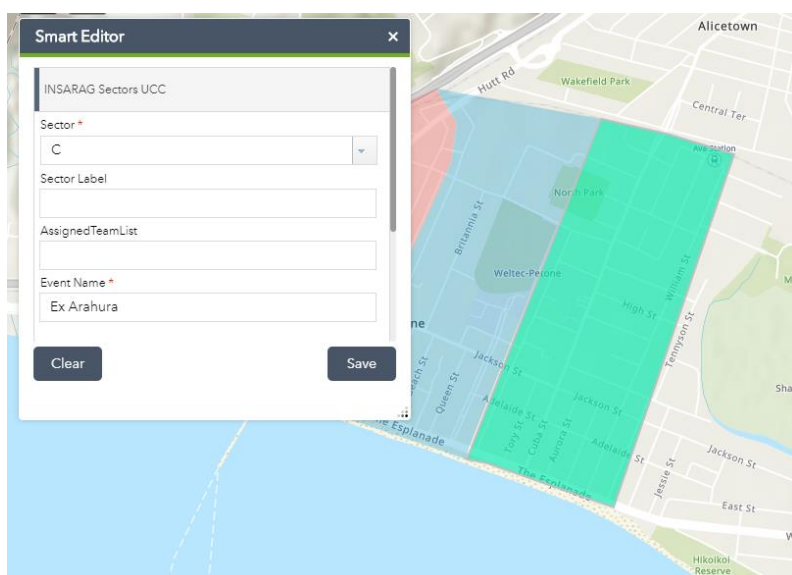 Smart Editor
INSARAG Sectors UCC
Sector *
C
Sector Label
AssignedTeamList
Event Name *
Ex Arahura
Clear
Save
Alicetown
Hutt Rd
Wakefield Park
Central Ter
Ava Station
North Park
Britannia St
Weltec-Petone
William St
High St
Tennyson St
ne
Jackson St
Beach St
Queen St
Adelaide St
Jackson St
The Esplanade
Tory St
Cuba St
Aurora St
Adelaide St
Jackson St
Jessie St
The Esplanade
East St
Sha
M
W
Hikoikoi
Reserve